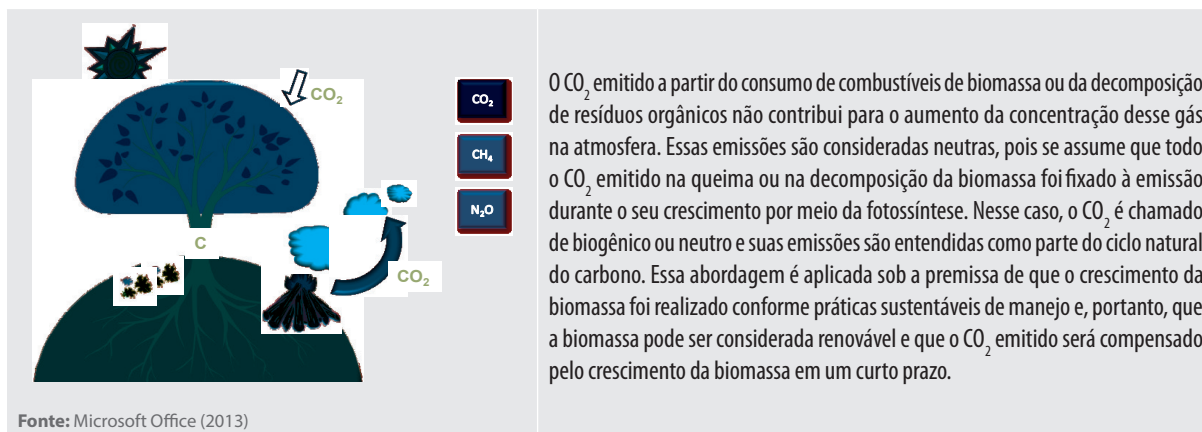 CO₂
CO₂
CH₄
N₂O
C
CO₂
Fonte: Microsoft Office (2013)
O CO₂ emitido a partir do consumo de combustíveis de biomassa ou da decomposição
de resíduos orgânicos não contribui para o aumento da concentração desse gás
na atmosfera. Essas emissões são consideradas neutras, pois se assume que todo
o CO₂ emitido na queima ou na decomposição da biomassa foi fixado à emissão
durante o seu crescimento por meio da fotossíntese. Nesse caso, o CO₂ é chamado
de biogênico ou neutro e suas emissões são entendidas como parte do ciclo natural
do carbono. Essa abordagem é aplicada sob a premissa de que o crescimento da
biomassa foi realizado conforme práticas sustentáveis de manejo e, portanto, que
a biomassa pode ser considerada renovável e que o CO₂ emitido será compensado
pelo crescimento da biomassa em um curto prazo.